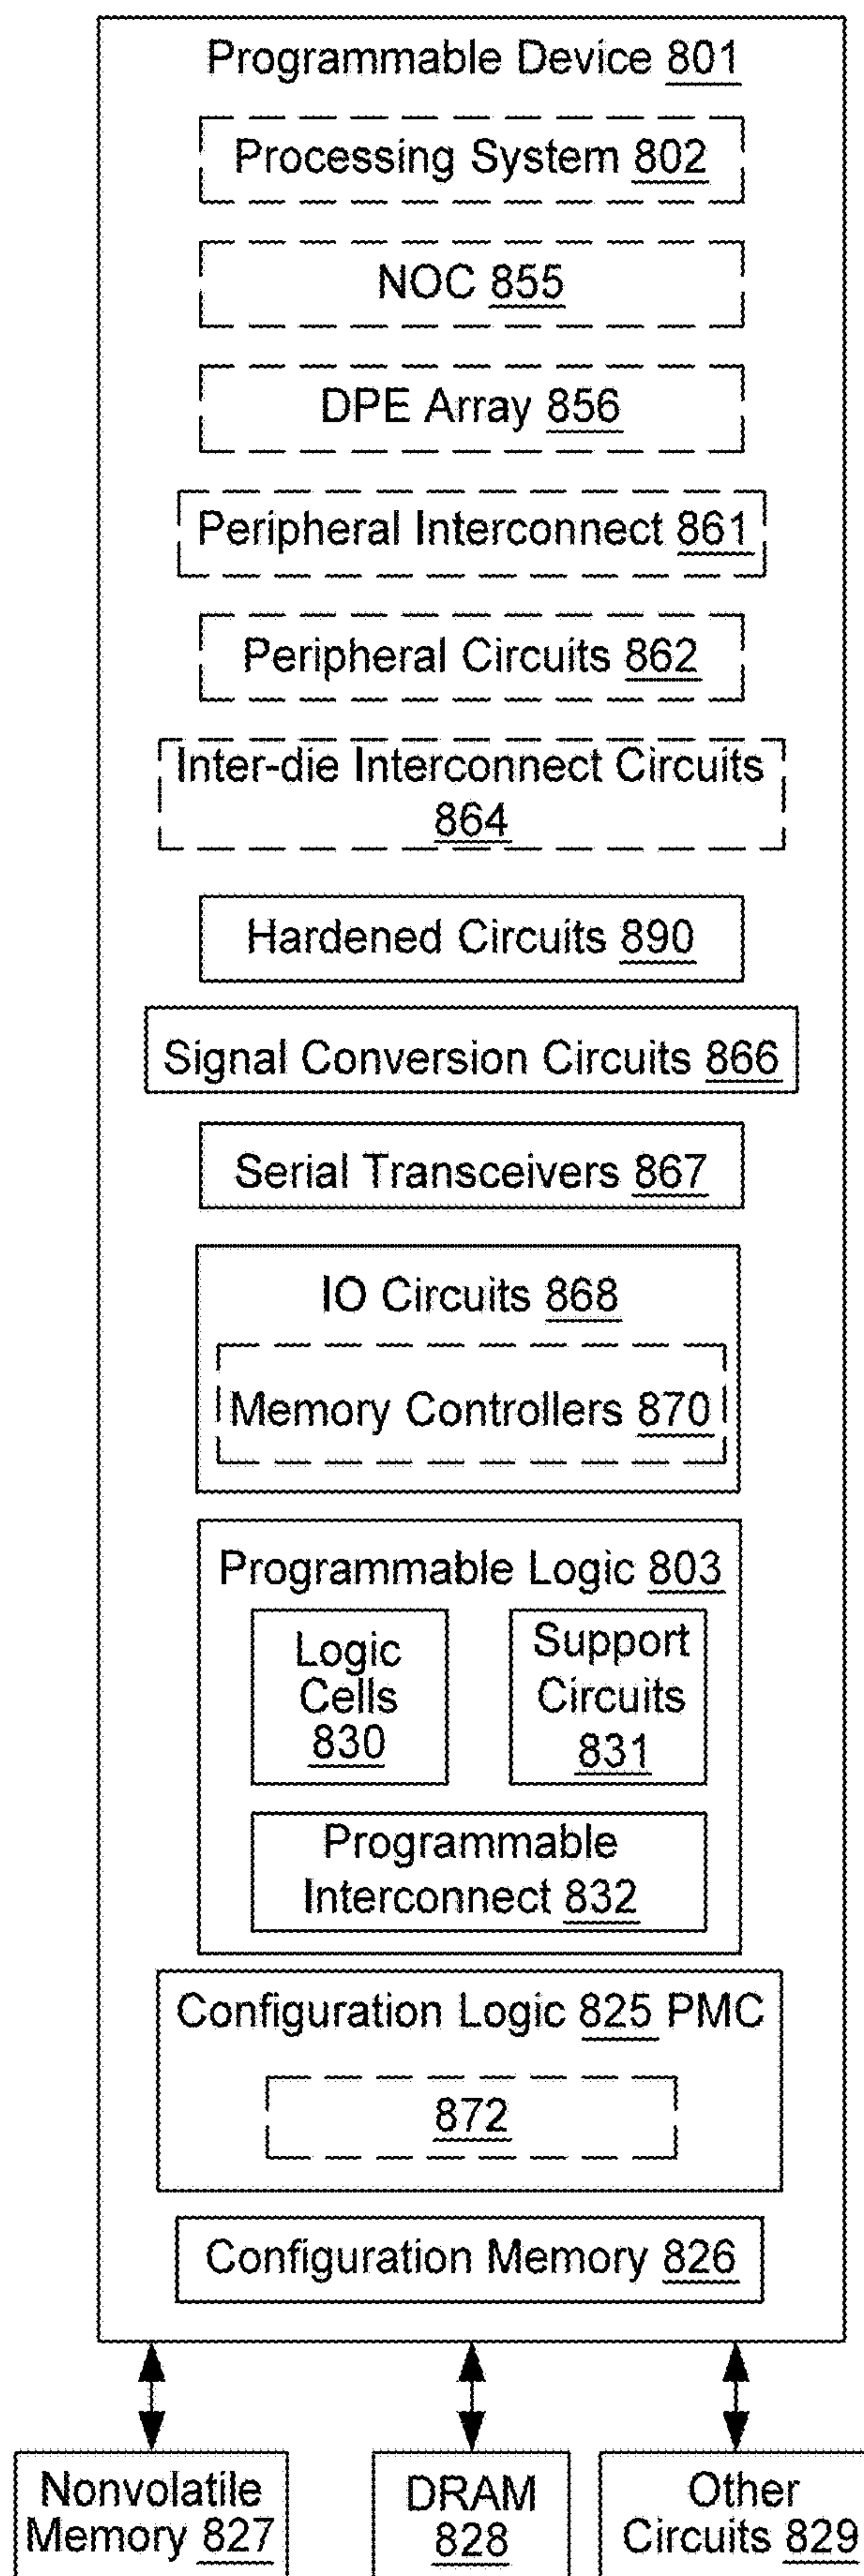 Programmable Device 801
Processing System 802
NOC 855
DPE Array 856
Peripheral Interconnect 861
Peripheral Circuits 862
Inter-die Interconnect Circuits
864
Hardened Circuits 890
Signal Conversion Circuits 866
Serial Transceivers 867
IO Circuits 868
Memory Controllers 870
Programmable Logic 803
Logic
Cells
830
Support
Circuits
831
Programmable
Interconnect 832
Configuration Logic 825 PMC
872
Configuration Memory 826
Nonvolatile
Memory 827
DRAM
828
Other
Circuits 829